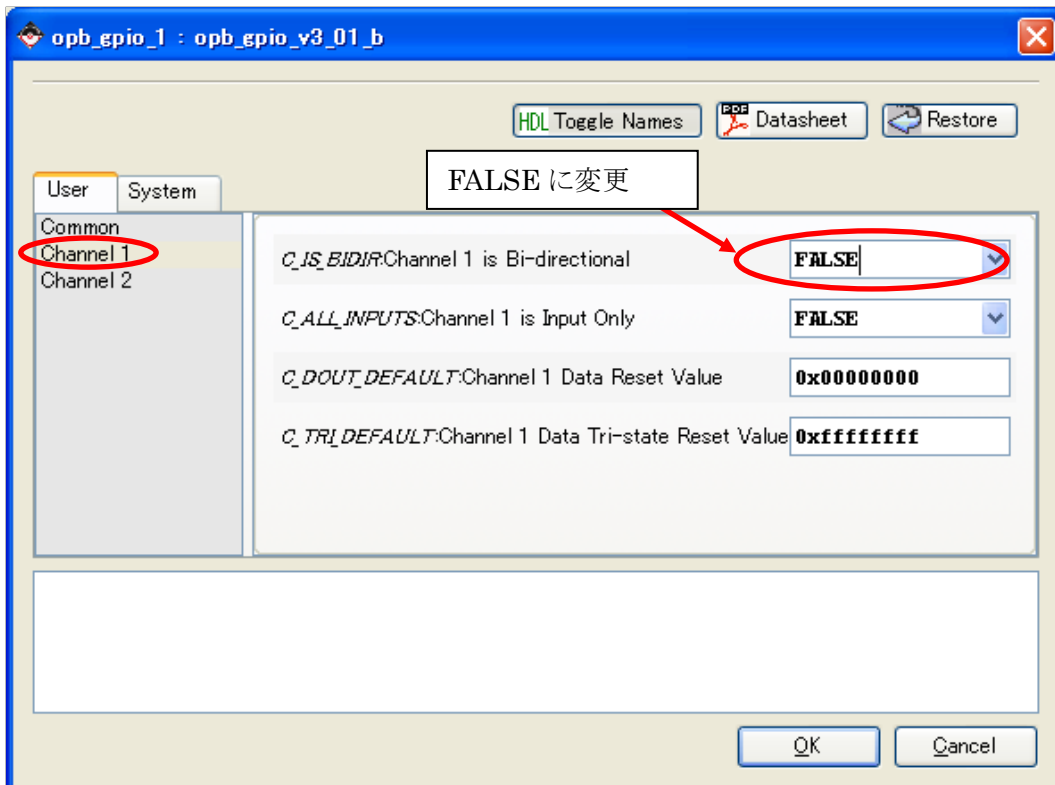 opb_gpio_1 : opb_gpio_v3_01_b
HDL Toggle Names
PDF Datasheet
Restore
FALSE に変更
User
System
Common
Channel 1
Channel 2
C_IS_BIDIR:Channel 1 is Bi-directional
FALSE
C_ALL_INPUTS:Channel 1 is Input Only
FALSE
C_DOUT_DEFAULT:Channel 1 Data Reset Value
0x00000000
C_TRI_DEFAULT:Channel 1 Data Tri-state Reset Value
0xffffffff
OK
Cancel